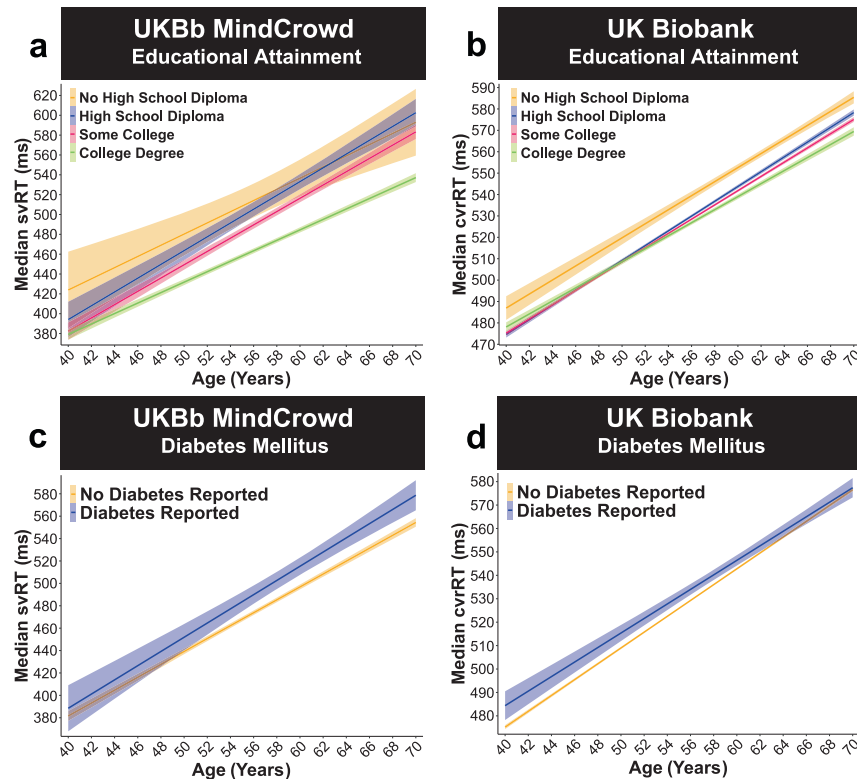 a
UKBb MindCrowd
Educational Attainment
No High School Diploma
High School Diploma
Some College
College Degree
Median svRT (ms)
620
600
580
560
540
520
500
480
460
440
420
400
380
40 42 44 46 48 50 52 54 56 58 60 62 64 66 68 70
Age (Years)
b
UK Biobank
Educational Attainment
No High School Diploma
High School Diploma
Some College
College Degree
Median cvrRT (ms)
590
580
570
560
550
540
530
520
510
500
490
480
470
40 42 44 46 48 50 52 54 56 58 60 62 64 66 68 70
Age (Years)
c
UKBb MindCrowd
Diabetes Mellitus
No Diabetes Reported
Diabetes Reported
Median svRT (ms)
580
560
540
520
500
480
460
440
420
400
380
40 42 44 46 48 50 52 54 56 58 60 62 64 66 68 70
Age (Years)
d
UK Biobank
Diabetes Mellitus
No Diabetes Reported
Diabetes Reported
Median cvrRT (ms)
580
570
560
550
540
530
520
510
500
490
480
40 42 44 46 48 50 52 54 56 58 60 62 64 66 68 70
Age (Years)